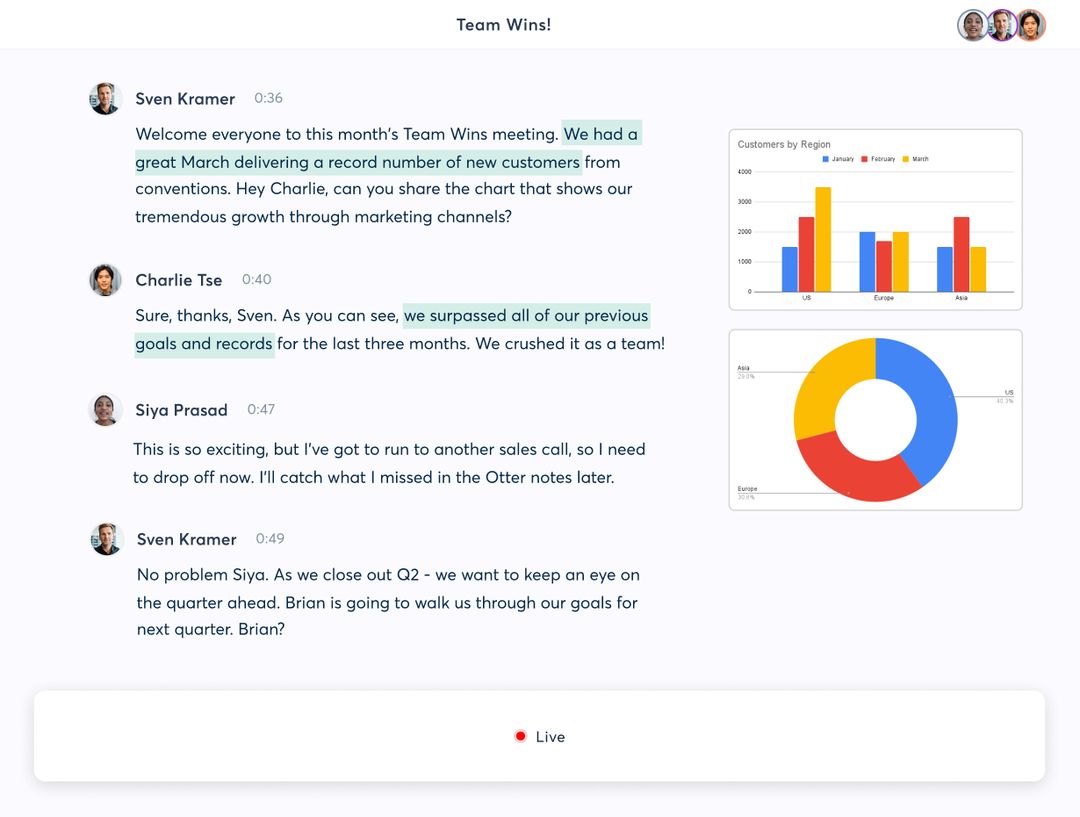 Team Wins!
Sven Kramer 0:36
Welcome everyone to this month's Team Wins meeting. We had a
great March delivering a record number of new customers from
conventions. Hey Charlie, can you share the chart that shows our
tremendous growth through marketing channels?
Charlie Tse 0:40
Sure, thanks, Sven. As you can see, we surpassed all of our previous
goals and records for the last three months. We crushed it as a team!
Siya Prasad 0:47
This is so exciting, but I've got to run to another sales call, so I need
to drop off now. I'll catch what I missed in the Otter notes later.
Sven Kramer 0:49
No problem Siya. As we close out Q2 - we want to keep an eye on
the quarter ahead. Brian is going to walk us through our goals for
next quarter. Brian?
Customers by Region
January February March
4000
3000
2000
1000
0
US Europe Asia
Asia
29.0%
US
40.3%
Europe
30.6%
Live